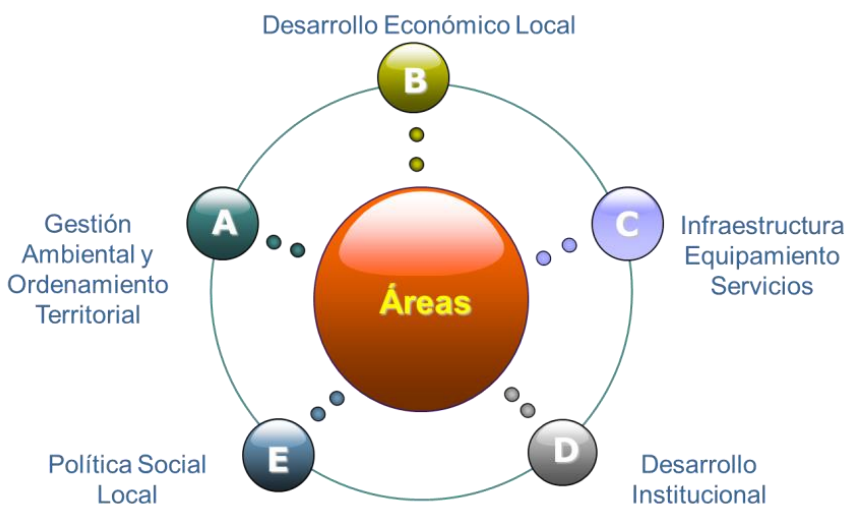 Desarrollo Económico Local
B
A
Gestión
Ambiental y
Ordenamiento
Territorial
C
Infraestructura
Equipamiento
Servicios
Áreas
E
Política Social
Local
D
Desarrollo
Institucional